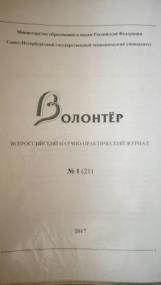 Министерство образования и науки Российской Федерации
Санкт-Петербургский государственный экономический университет
Волонтёр
ВСЕРОССИЙСКИЙ НАУЧНО-ПРАКТИЧЕСКИЙ ЖУРНАЛ
№ 1 (21)
2017